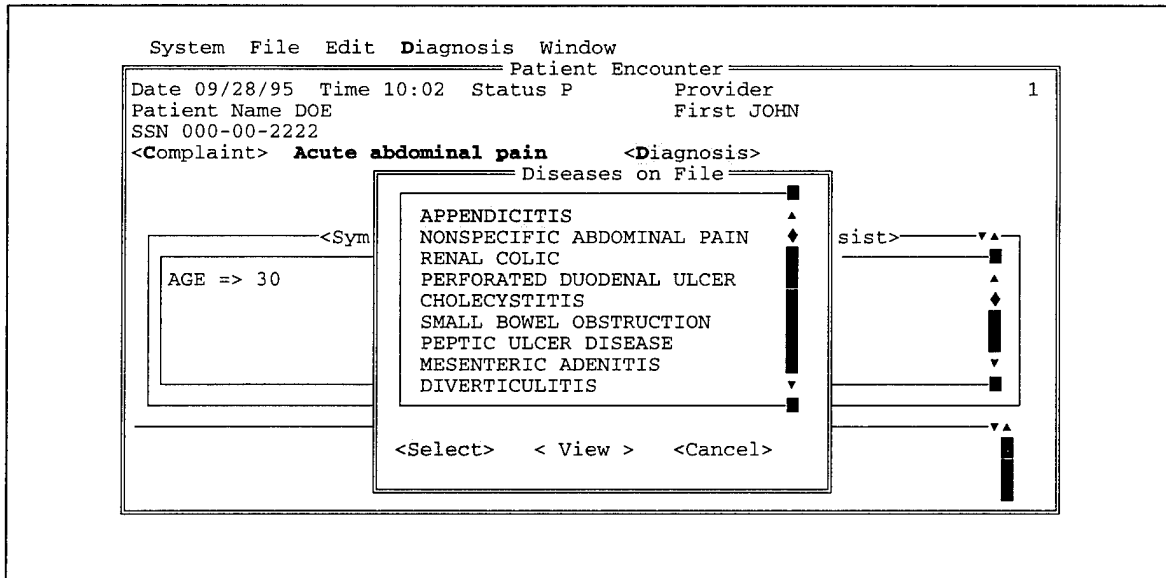 System File Edit Diagnosis Window
Patient Encounter
Date 09/28/95 Time 10:02 Status P Provider 1
Patient Name DOE First JOHN
SSN 000-00-2222
<Complaint> Acute abdominal pain <Diagnosis>
Diseases on File
APPENDICITIS
<Sym NONSPECIFIC ABDOMINAL PAIN sist>
RENAL COLIC
AGE => 30 PERFORATED DUODENAL ULCER
CHOLECYSTITIS
SMALL BOWEL OBSTRUCTION
PEPTIC ULCER DISEASE
MESENTERIC ADENITIS
DIVERTICULITIS
<Select> < View > <Cancel>